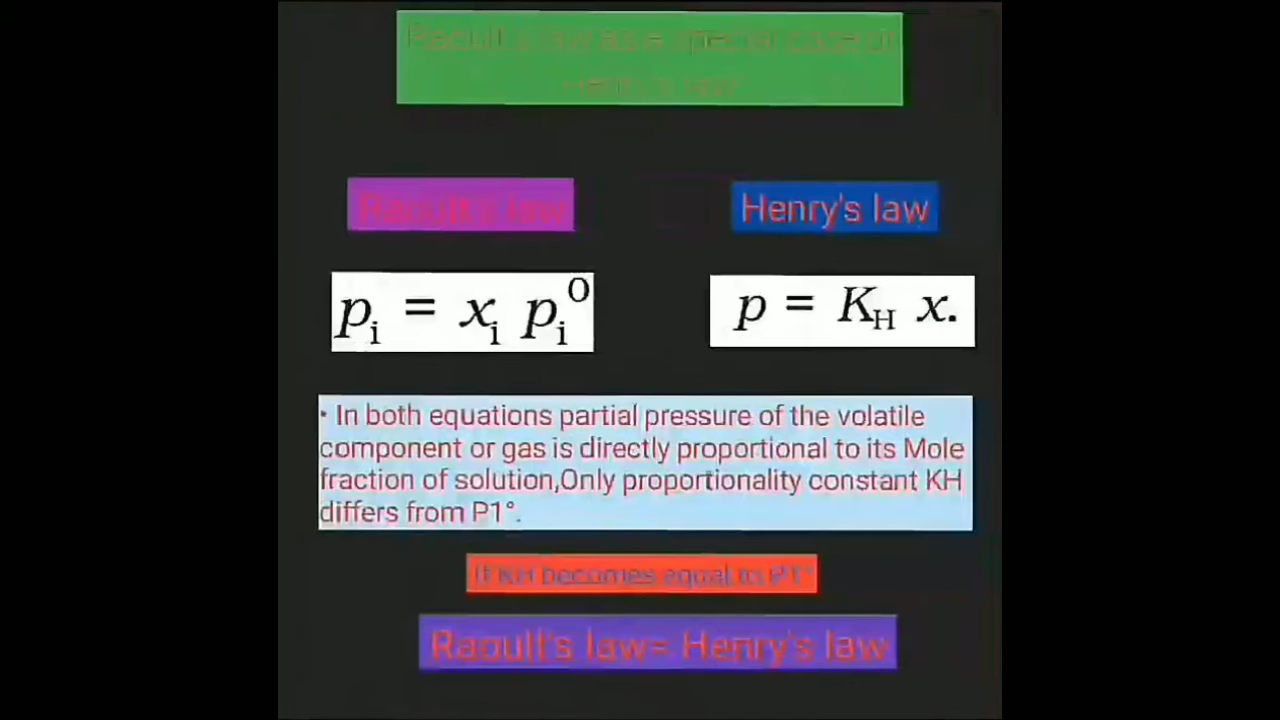 Raoult's law as a special case of
Henry's law
Raoult's law
Henry's law
pᵢ = xᵢ pᵢ⁰
p = K_H x.
• In both equations partial pressure of the volatile
component or gas is directly proportional to its Mole
fraction of solution,Only proportionality constant KH
differs from P1°.
If KH becomes equal to P1°
Raoult's law= Henry's law